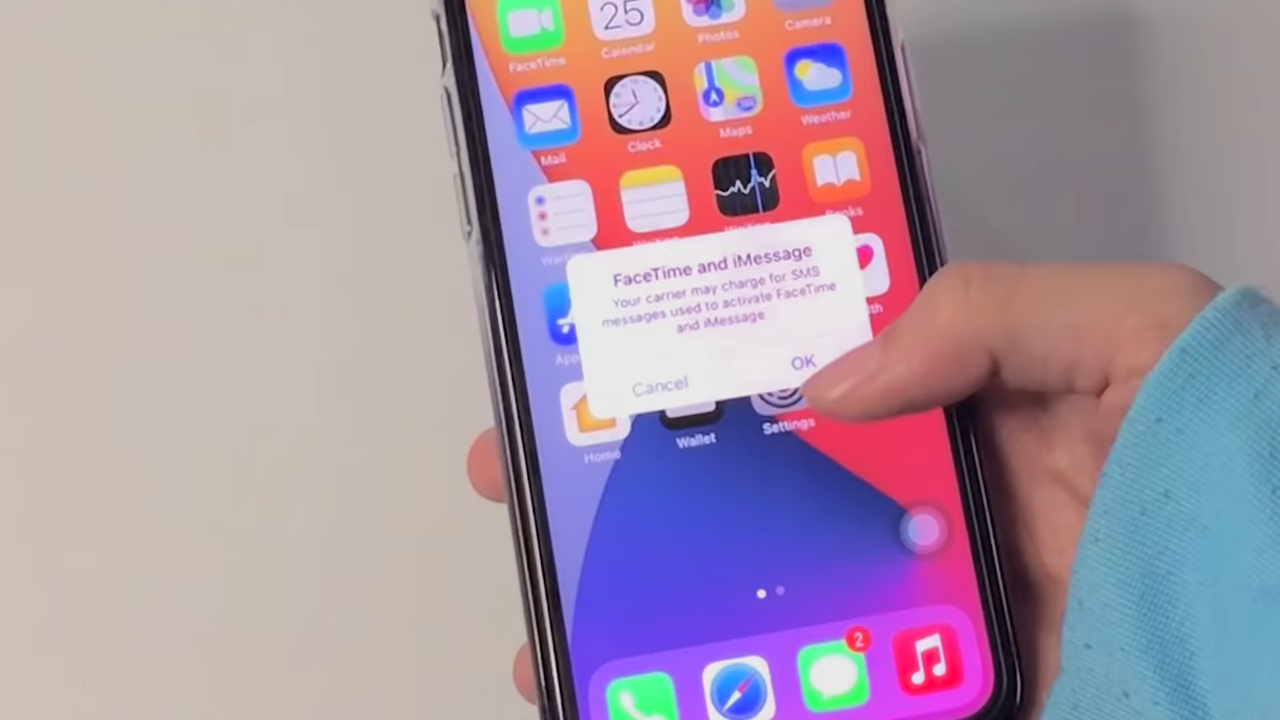 25
FaceTime
Calendar
Photos
Camera
Mail
Clock
Maps
Weather
Books
FaceTime and iMessage
Your carrier may charge for SMS
messages used to activate FaceTime
and iMessage
Cancel
OK
Home
Wallet
Settings
2